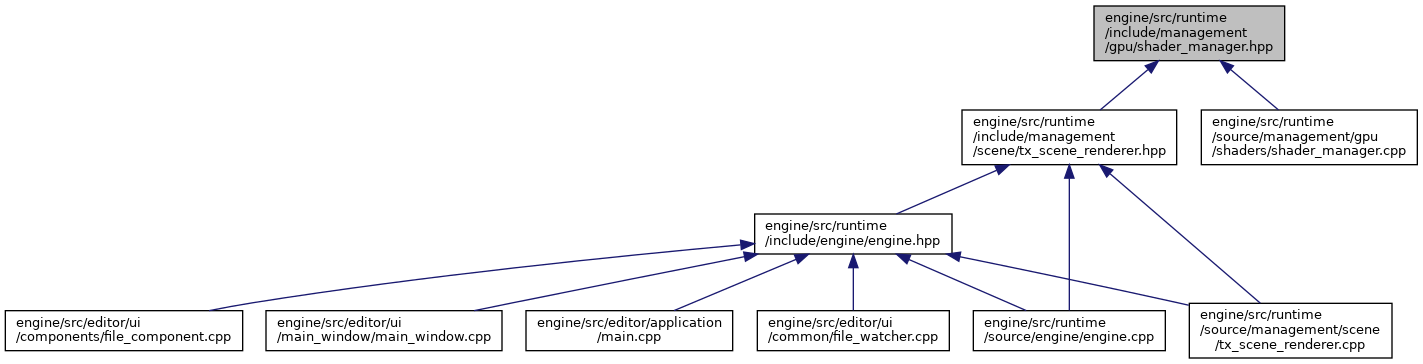 engine/src/runtime
/include/management
/gpu/shader_manager.hpp
engine/src/runtime
/include/management
/scene/tx_scene_renderer.hpp
engine/src/runtime
/source/management/gpu
/shaders/shader_manager.cpp
engine/src/runtime
/include/engine/engine.hpp
engine/src/editor/ui
/components/file_component.cpp
engine/src/editor/ui
/main_window/main_window.cpp
engine/src/editor/application
/main.cpp
engine/src/editor/ui
/common/file_watcher.cpp
engine/src/runtime
/source/engine/engine.cpp
engine/src/runtime
/source/management/scene
/tx_scene_renderer.cpp